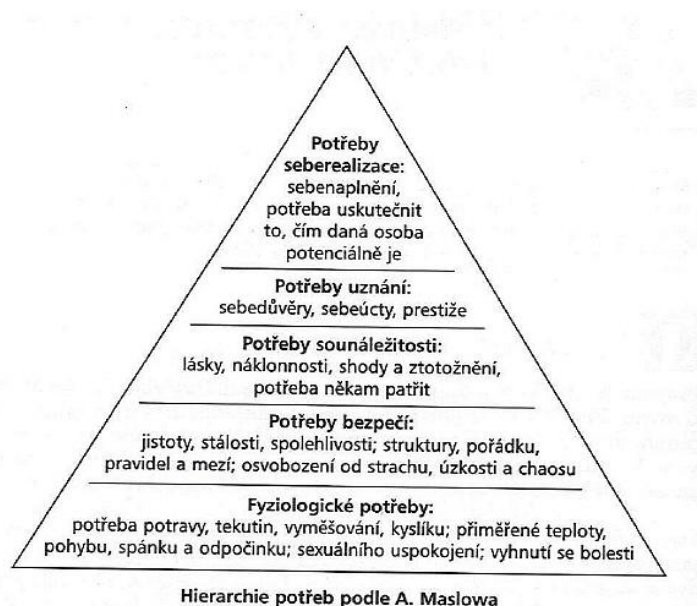 Potřeby
seberealizace:
sebenaplnění,
potřeba uskutečnit
to, čím daná osoba
potenciálně je
Potřeby uznání:
sebedůvěry, sebeúcty, prestiže
Potřeby sounáležitosti:
lásky, náklonnosti, shody a ztotožnění,
potřeba někam patřit
Potřeby bezpečí:
jistoty, stálosti, spolehlivosti; struktury, pořádku,
pravidel a mezí; osvobození od strachu, úzkosti a chaosu
Fyziologické potřeby:
potřeba potravy, tekutin, vyměšování, kyslíku; přiměřené teploty,
pohybu, spánku a odpočinku; sexuálního uspokojení; vyhnutí se bolesti
Hierarchie potřeb podle A. Maslowa